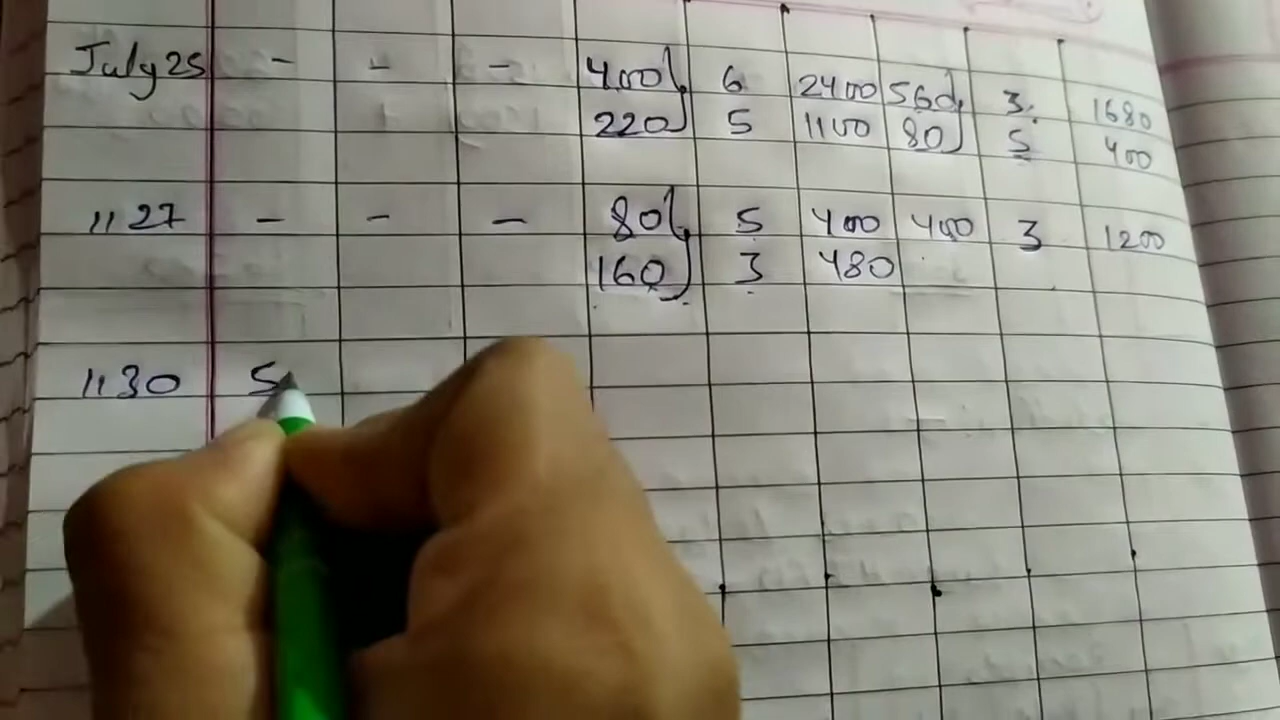 July 25 - - - 400 6 2400 560 3 1680
220 5 1100 80 5 400
11 27 - - - 80 5 400 400 3 1200
160 3 480
11 30 5